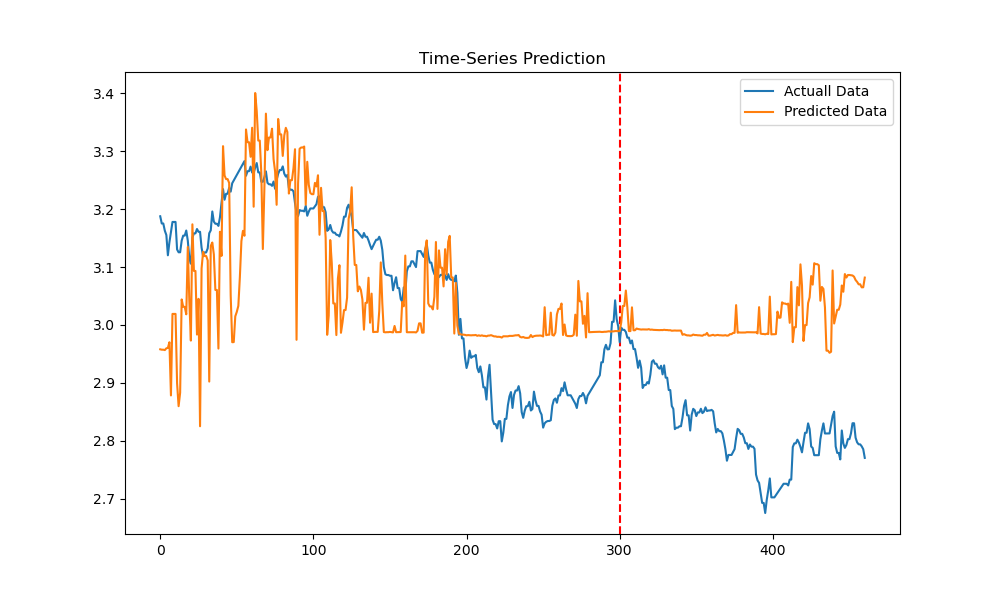 Time-Series Prediction
Actuall Data
Predicted Data
3.4
3.3
3.2
3.1
3.0
2.9
2.8
2.7
0 100 200 300 400